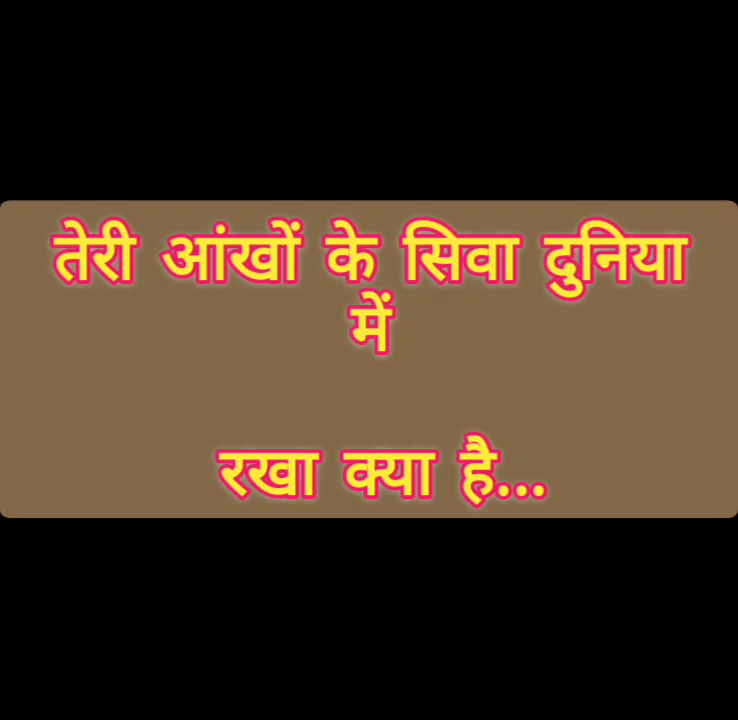 तेरी आंखों के सिवा दुनिया
में
रखा क्या है...